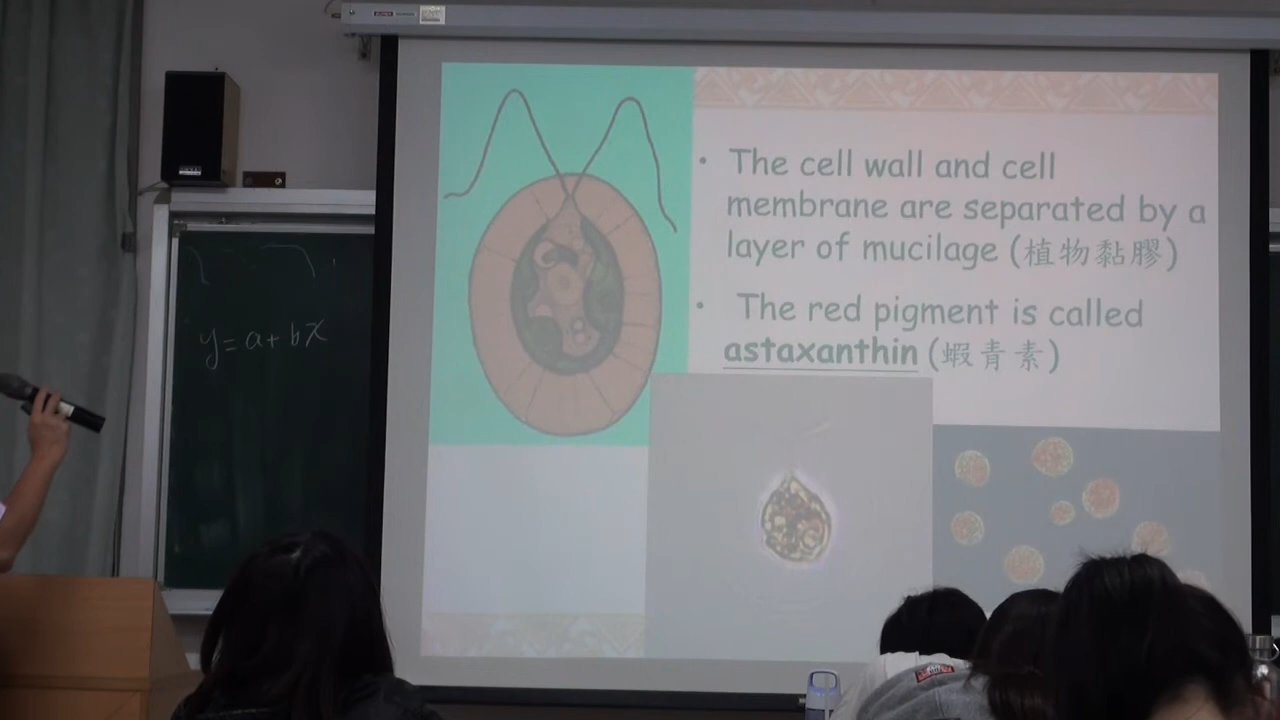 y=a+bx
• The cell wall and cell
membrane are separated by a
layer of mucilage (植物黏膠)
• The red pigment is called
astaxanthin (蝦青素)